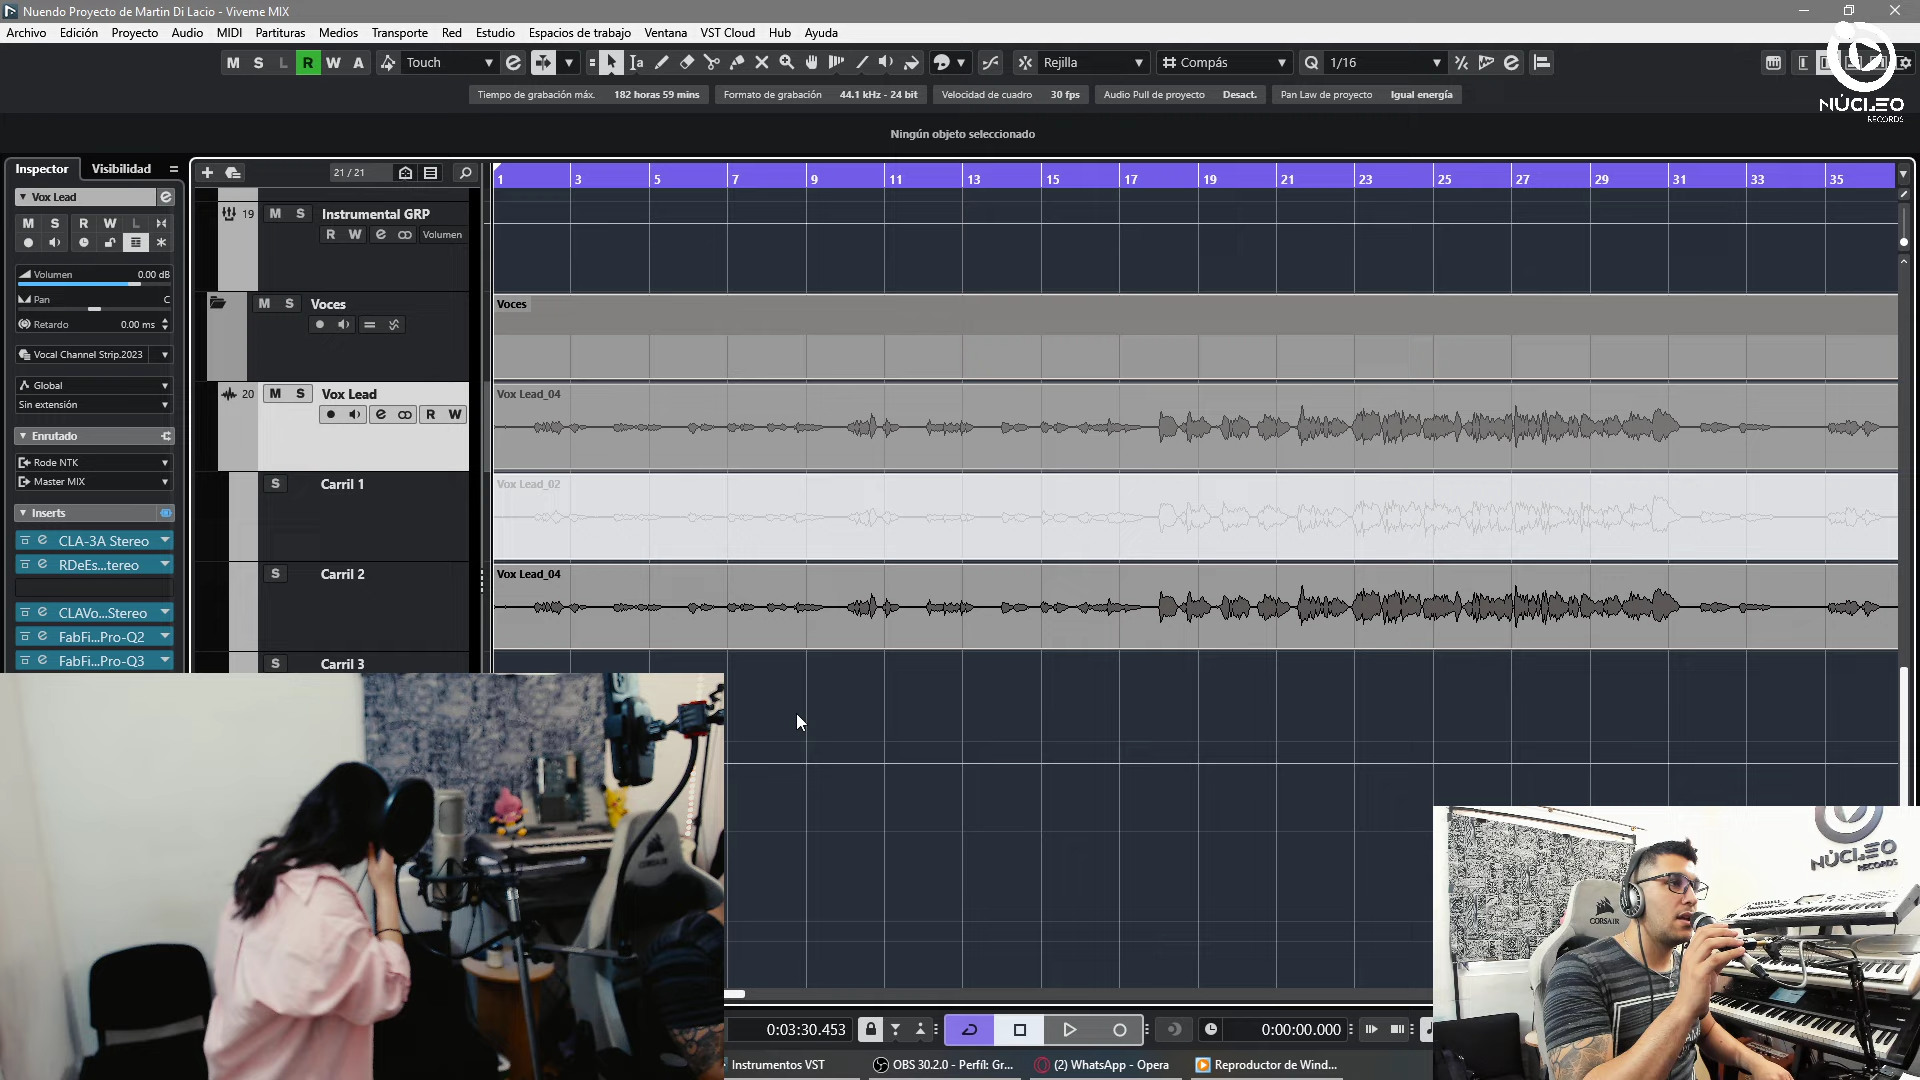 Nuendo Proyecto de Martin Di Lacio - Viveme MIX
Archivo Edición Proyecto Audio MIDI Partituras Medios Transporte Red Estudio Espacios de trabajo Ventana VST Cloud Hub Ayuda
M S L R W A Touch Rejilla Compás Q 1/16
NÚCLEO
RECORDS
Tiempo de grabación máx. 182 horas 59 mins Formato de grabación 44.1 kHz - 24 bit Velocidad de cuadro 30 fps Audio Pull de proyecto Desact. Pan Law de proyecto Igual energía
Ningún objeto seleccionado
Inspector Visibilidad
21 / 21
1 3 5 7 9 11 13 15 17 19 21 23 25 27 29 31 33 35
Vox Lead
M S R W L
Volumen 0.00 dB
Pan C
Retardo 0.00 ms
Vocal Channel Strip.2023
Global
Sin extensión
Enrutado
Rode NTK
Master MIX
Inserts
CLA-3A Stereo
RDeEs...tereo
CLAVo...Stereo
FabFi...Pro-Q2
FabFi...Pro-Q3
19 M S Instrumental GRP
R W Volumen
M S Voces
Voces
20 M S Vox Lead
R W
Vox Lead_04
S Carril 1
Vox Lead_02
S Carril 2
Vox Lead_04
S Carril 3
CORSAIR
NÚCLEO
RECORDS
CORSAIR
0:03:30.453 0:00:00.000
Instrumentos VST OBS 30.2.0 - Perfil: Gr... (2) WhatsApp - Opera Reproductor de Wind...